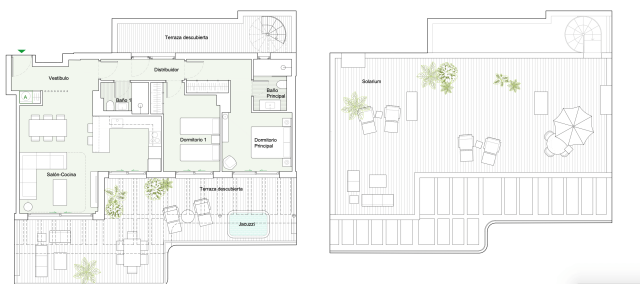 Terraza descubierta
Vestíbulo
Distribuidor
A
Baño 1
Baño
Principal
Dormitorio 1
Dormitorio
Principal
Salón-Cocina
Terraza descubierta
Jacuzzi
Solarium